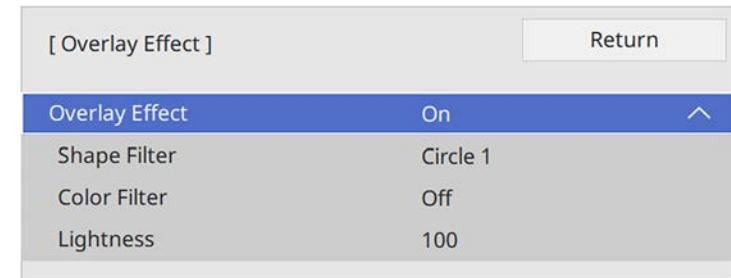 [ Overlay Effect ] Return
Overlay Effect On
Shape Filter Circle 1
Color Filter Off
Lightness 100